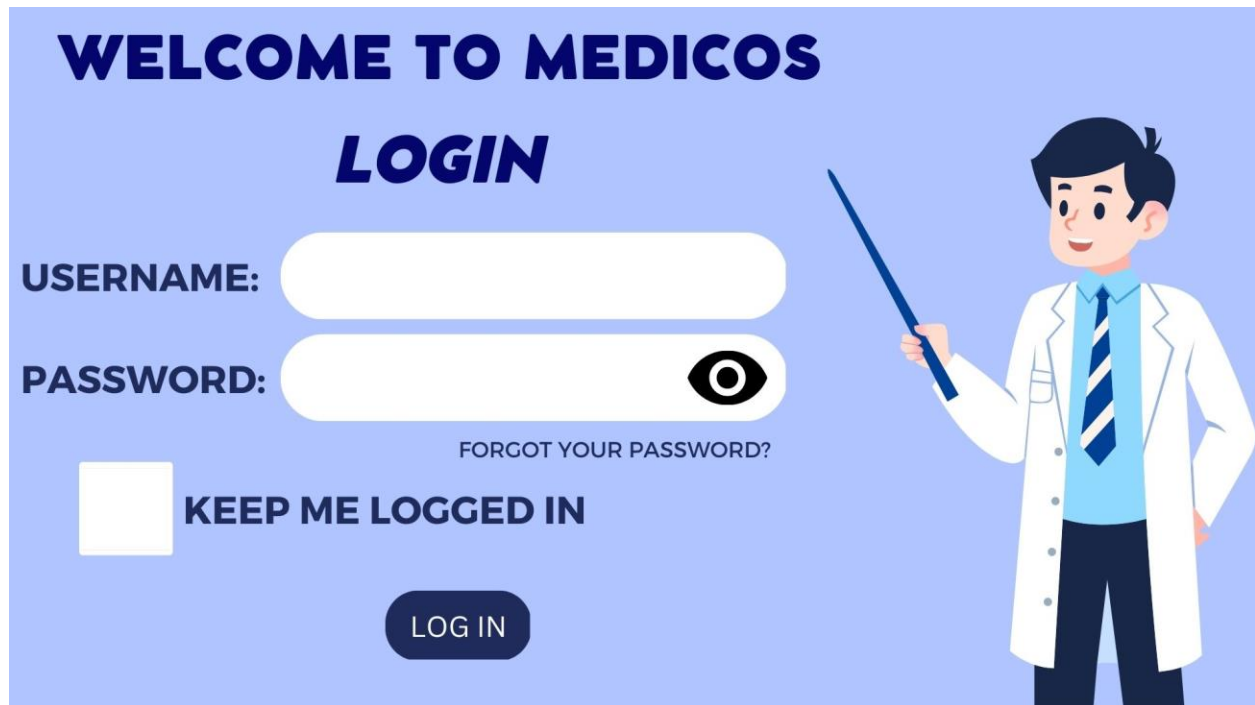 WELCOME TO MEDICOS
LOGIN
USERNAME:
PASSWORD:
FORGOT YOUR PASSWORD?
KEEP ME LOGGED IN
LOG IN